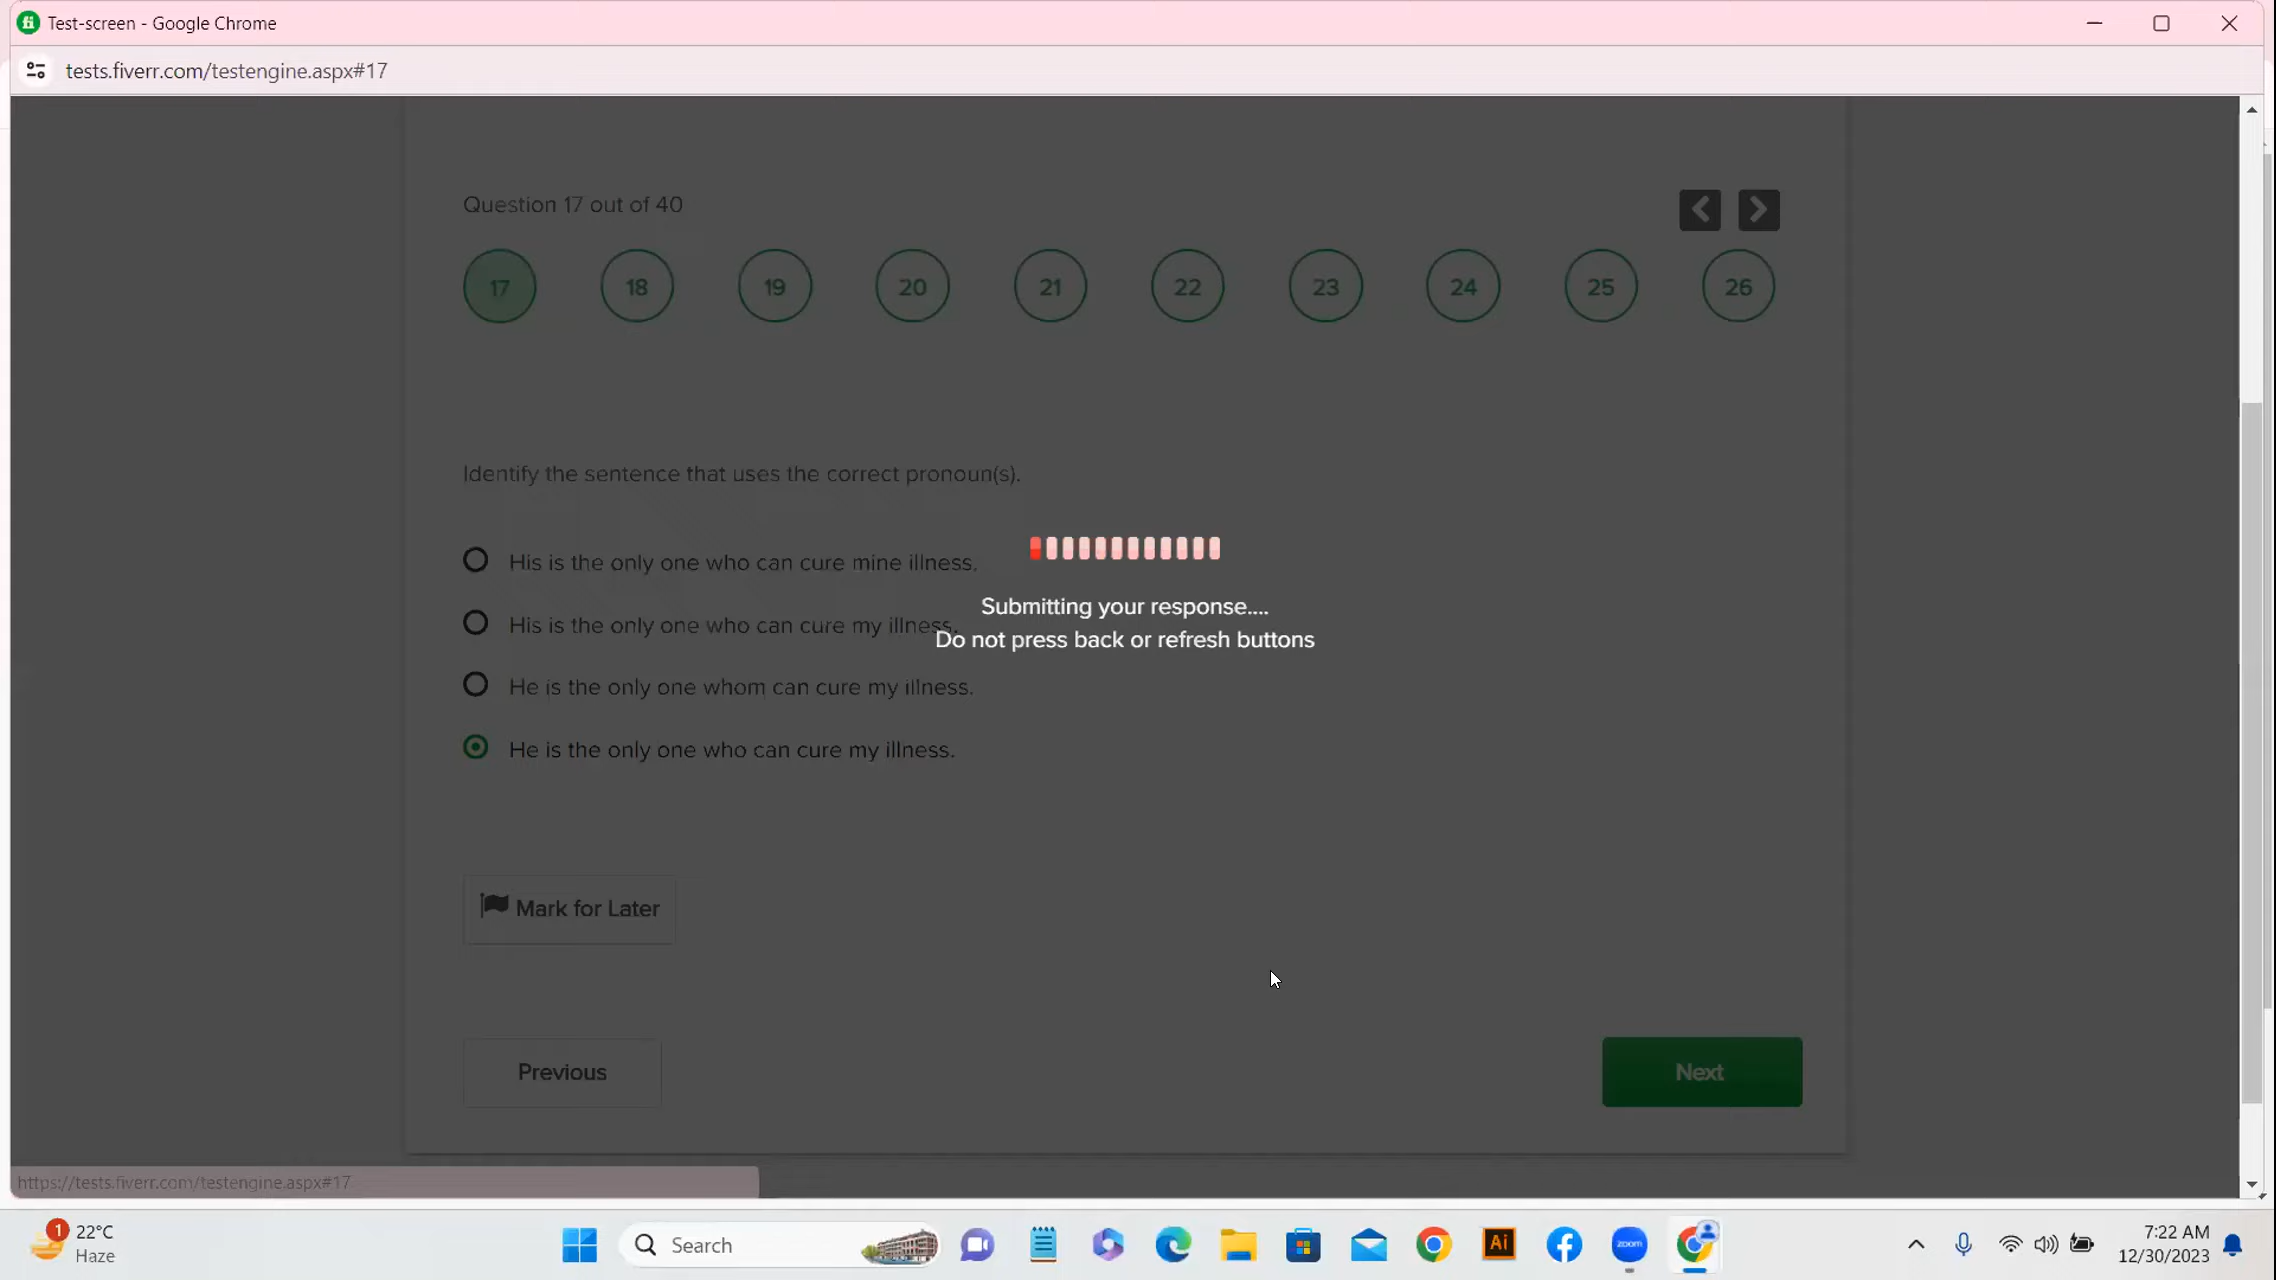 Test-screen - Google Chrome
tests.fiverr.com/testengine.aspx#17
Question 17 out of 40
17 18 19 20 21 22 23 24 25 26
Identify the sentence that uses the correct pronoun(s).
His is the only one who can cure mine illness.
His is the only one who can cure my illness.
He is the only one whom can cure my illness.
He is the only one who can cure my illness.
Submitting your response....
Do not press back or refresh buttons
Mark for Later
Previous
Next
https://tests.fiverr.com/testengine.aspx#17
1
22°C
Haze
Search
Ai
zoom
7:22 AM
12/30/2023